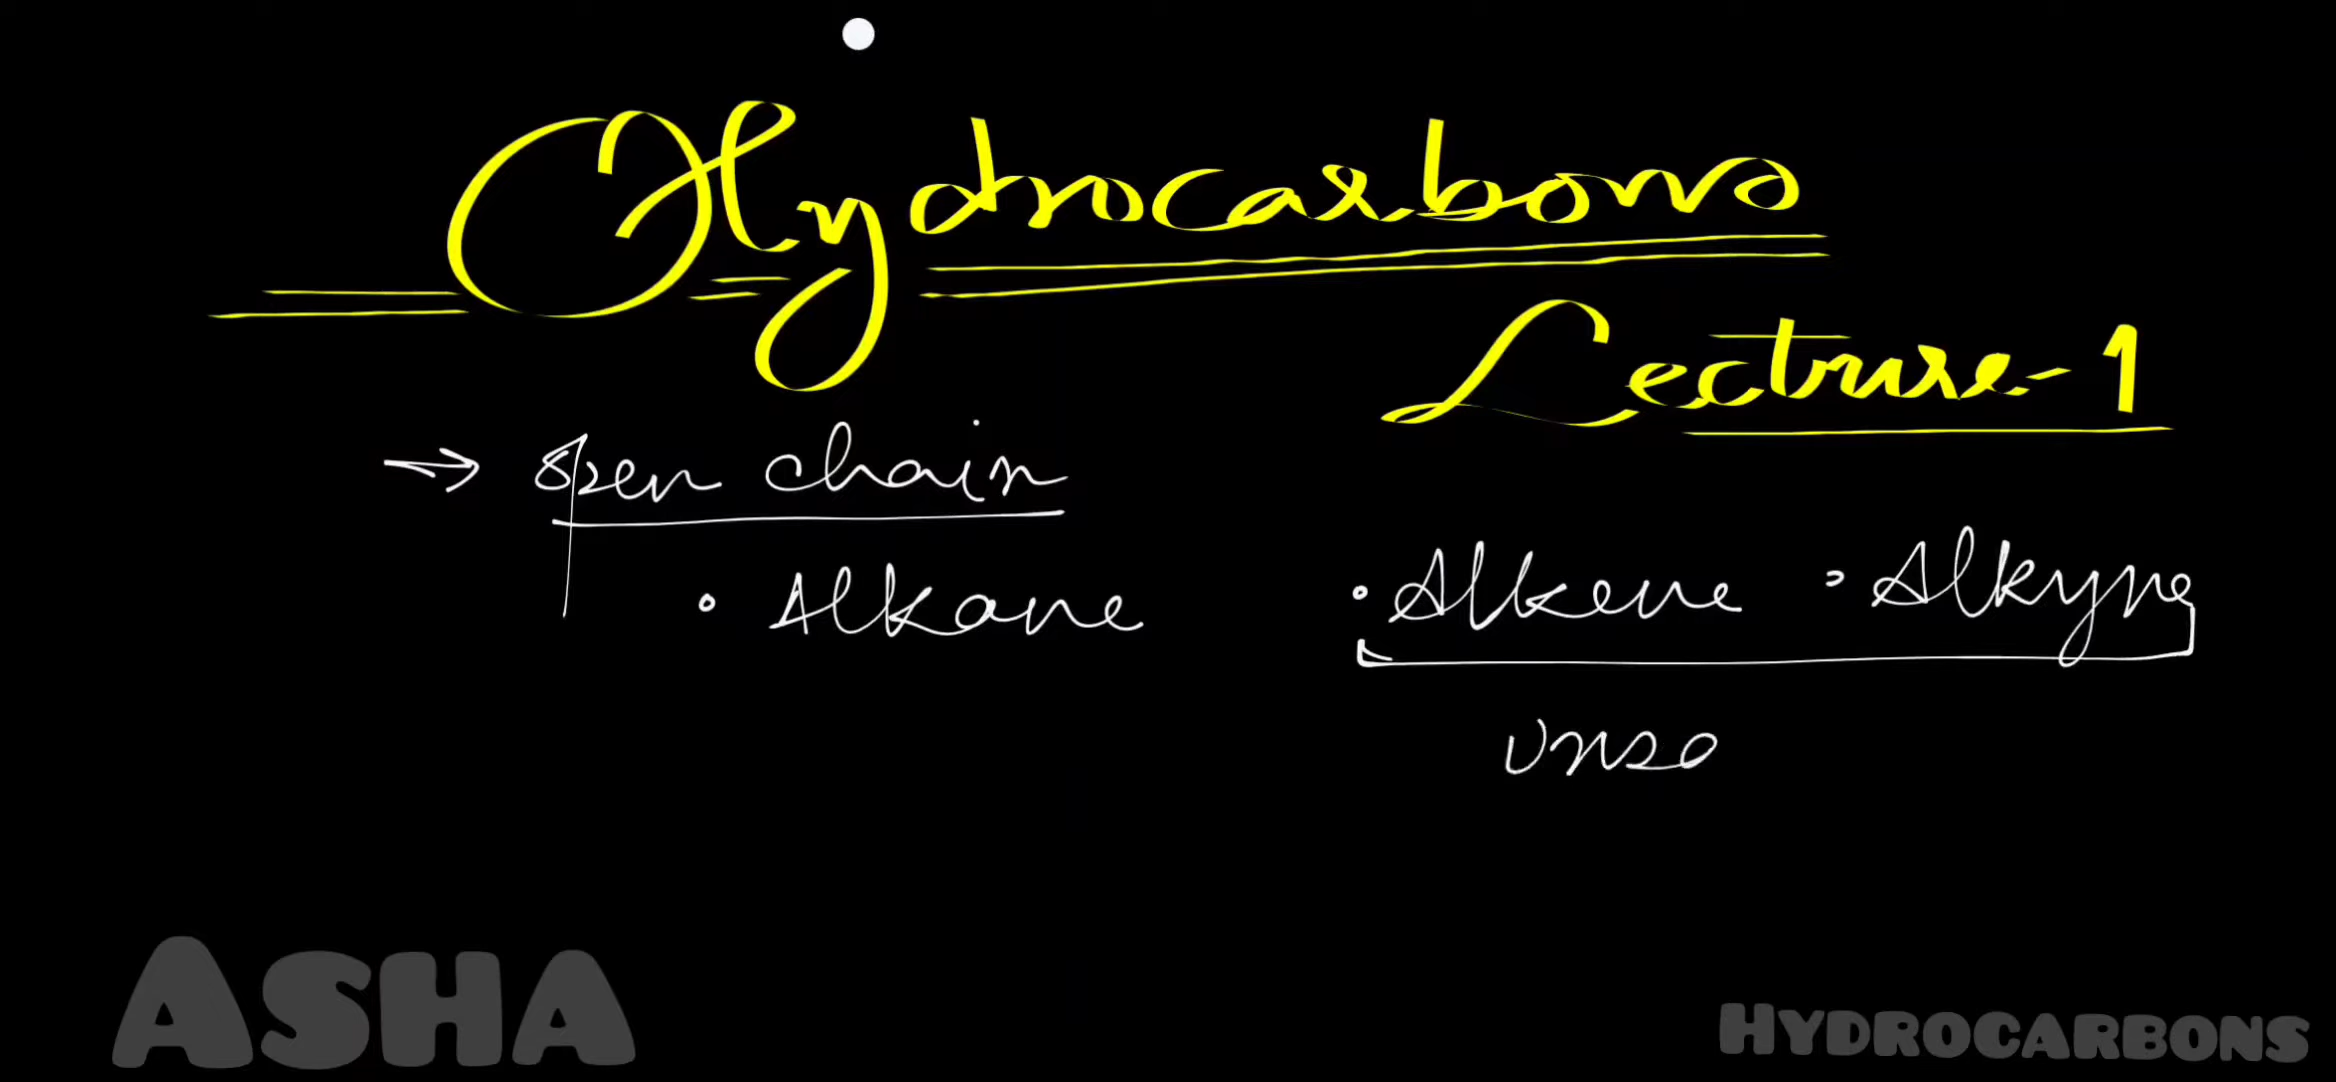 Hydrocarbons
Lecture-1
→ open chain
• Alkane • Alkene • Alkyne
Unsa
ASHA
HYDROCARBONS